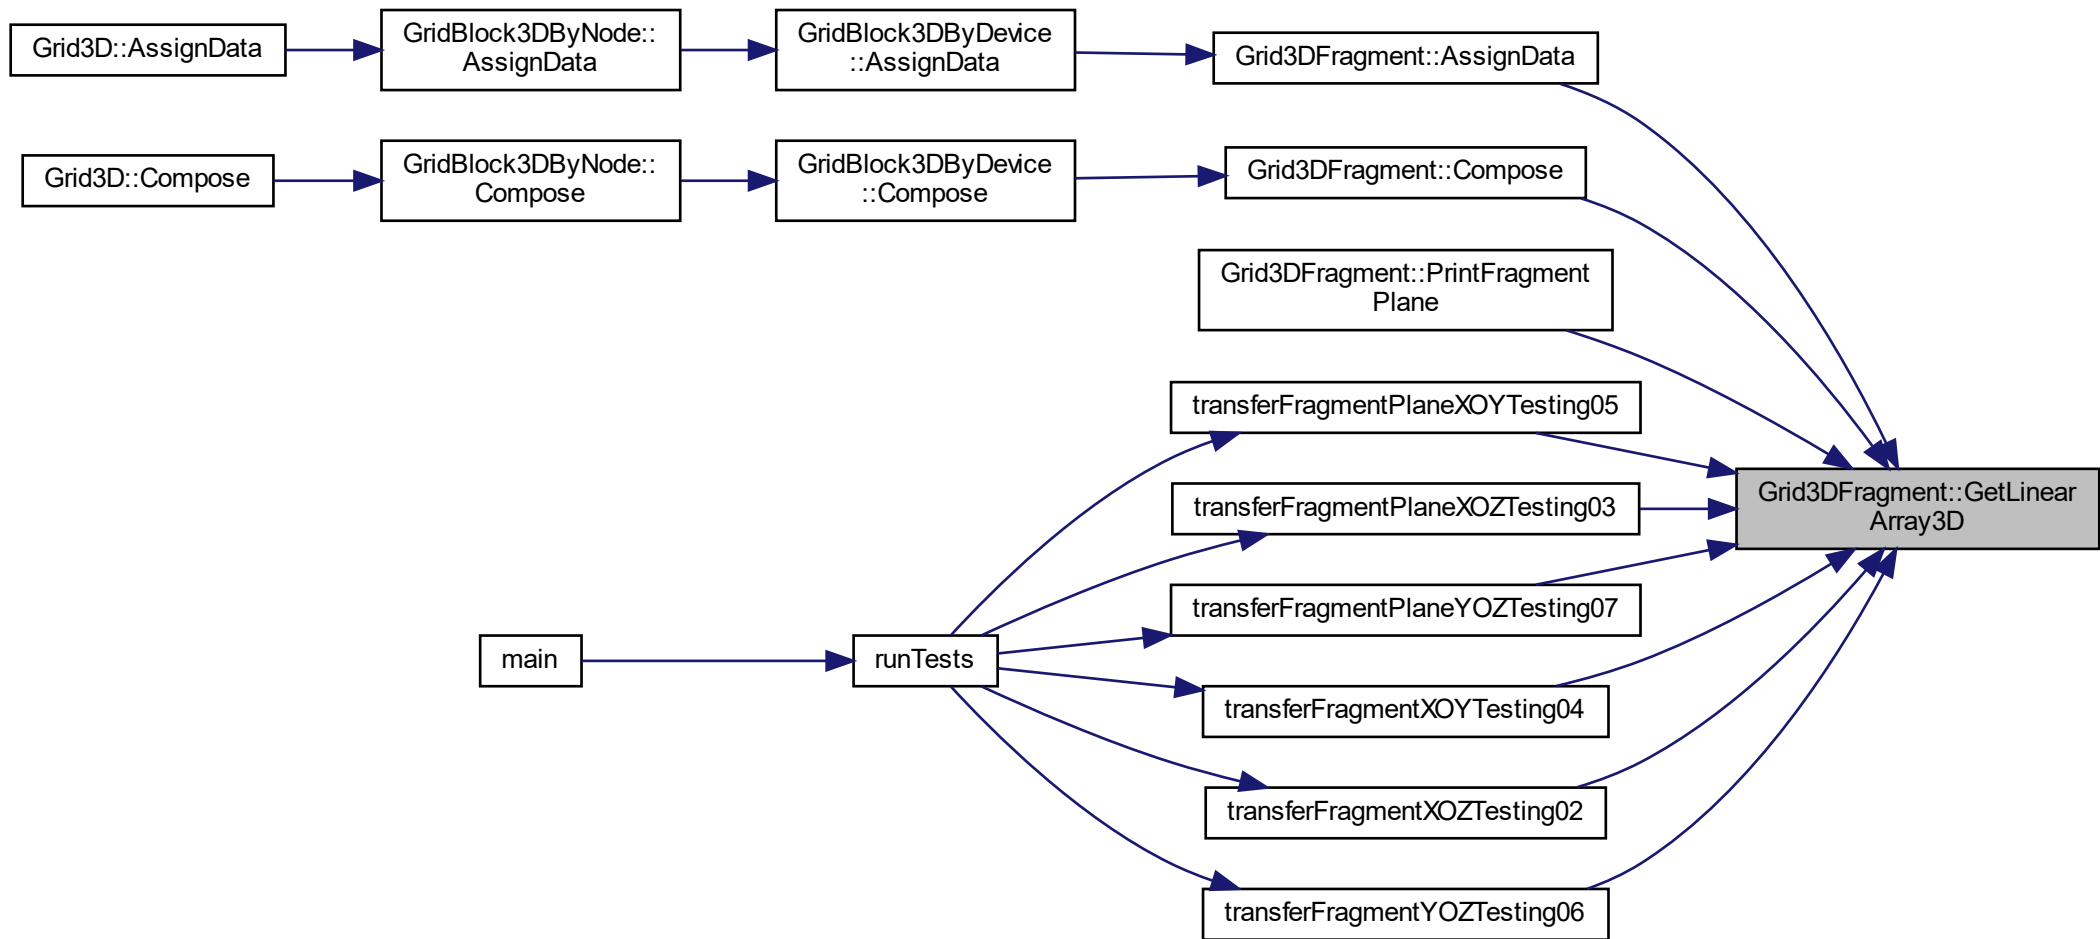 Grid3D::AssignData
GridBlock3DByNode::
AssignData
GridBlock3DByDevice
::AssignData
Grid3DFragment::AssignData
Grid3D::Compose
GridBlock3DByNode::
Compose
GridBlock3DByDevice
::Compose
Grid3DFragment::Compose
Grid3DFragment::PrintFragment
Plane
transferFragmentPlaneXOYTesting05
Grid3DFragment::GetLinear
Array3D
transferFragmentPlaneXOZTesting03
transferFragmentPlaneYOZTesting07
main
runTests
transferFragmentXOYTesting04
transferFragmentXOZTesting02
transferFragmentYOZTesting06